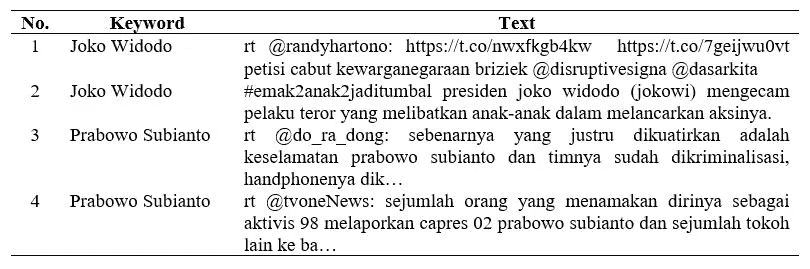 No. Keyword Text
1 Joko Widodo rt @randyhartono: https://t.co/nwxfkgb4kw https://t.co/7geijwu0vt
petisi cabut kewarganegaraan briziek @disruptivesigna @dasarkita
2 Joko Widodo #emak2anak2jaditumbal presiden joko widodo (jokowi) mengecam
pelaku teror yang melibatkan anak-anak dalam melancarkan aksinya.
3 Prabowo Subianto rt @do_ra_dong: sebenarnya yang justru dikuatirkan adalah
keselamatan prabowo subianto dan timnya sudah dikriminalisasi,
handphonenya dik…
4 Prabowo Subianto rt @tvoneNews: sejumlah orang yang menamakan dirinya sebagai
aktivis 98 melaporkan capres 02 prabowo subianto dan sejumlah tokoh
lain ke ba…